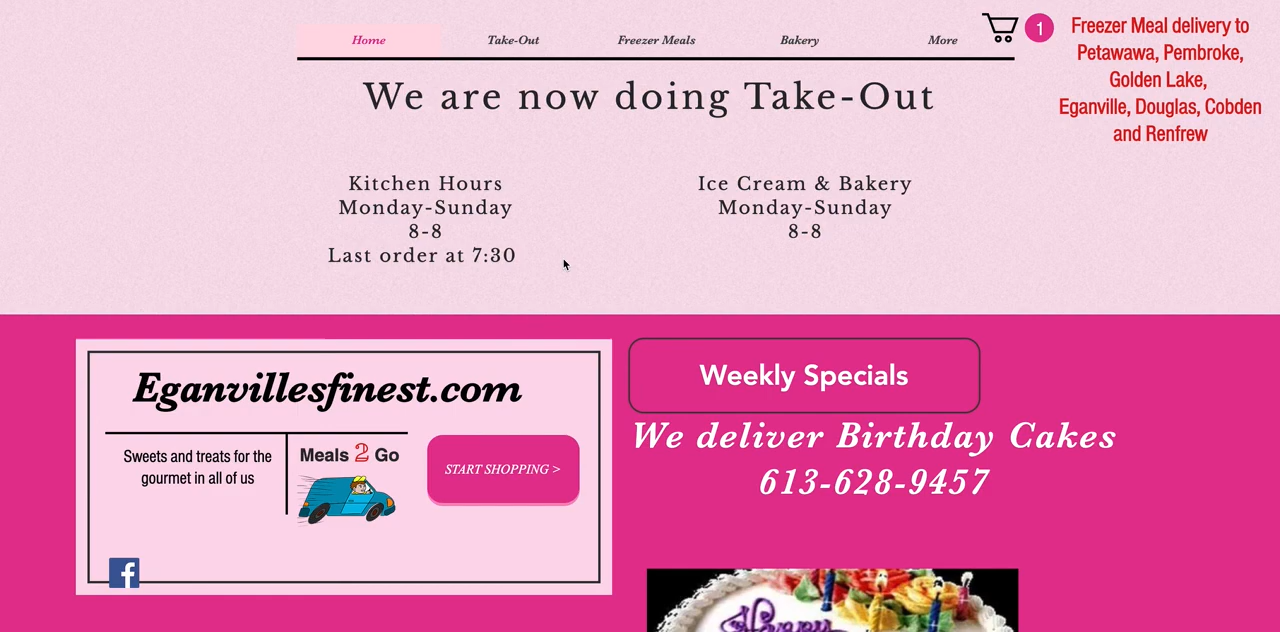 Home
Take-Out
Freezer Meals
Bakery
More
1
Freezer Meal delivery to
Petawawa, Pembroke,
Golden Lake,
Eganville, Douglas, Cobden
and Renfrew
We are now doing Take-Out
Kitchen Hours
Monday-Sunday
8-8
Last order at 7:30
Ice Cream & Bakery
Monday-Sunday
8-8
Eganvillesfinest.com
Sweets and treats for the
gourmet in all of us
Meals 2 Go
START SHOPPING >
f
Weekly Specials
We deliver Birthday Cakes
613-628-9457
Happy